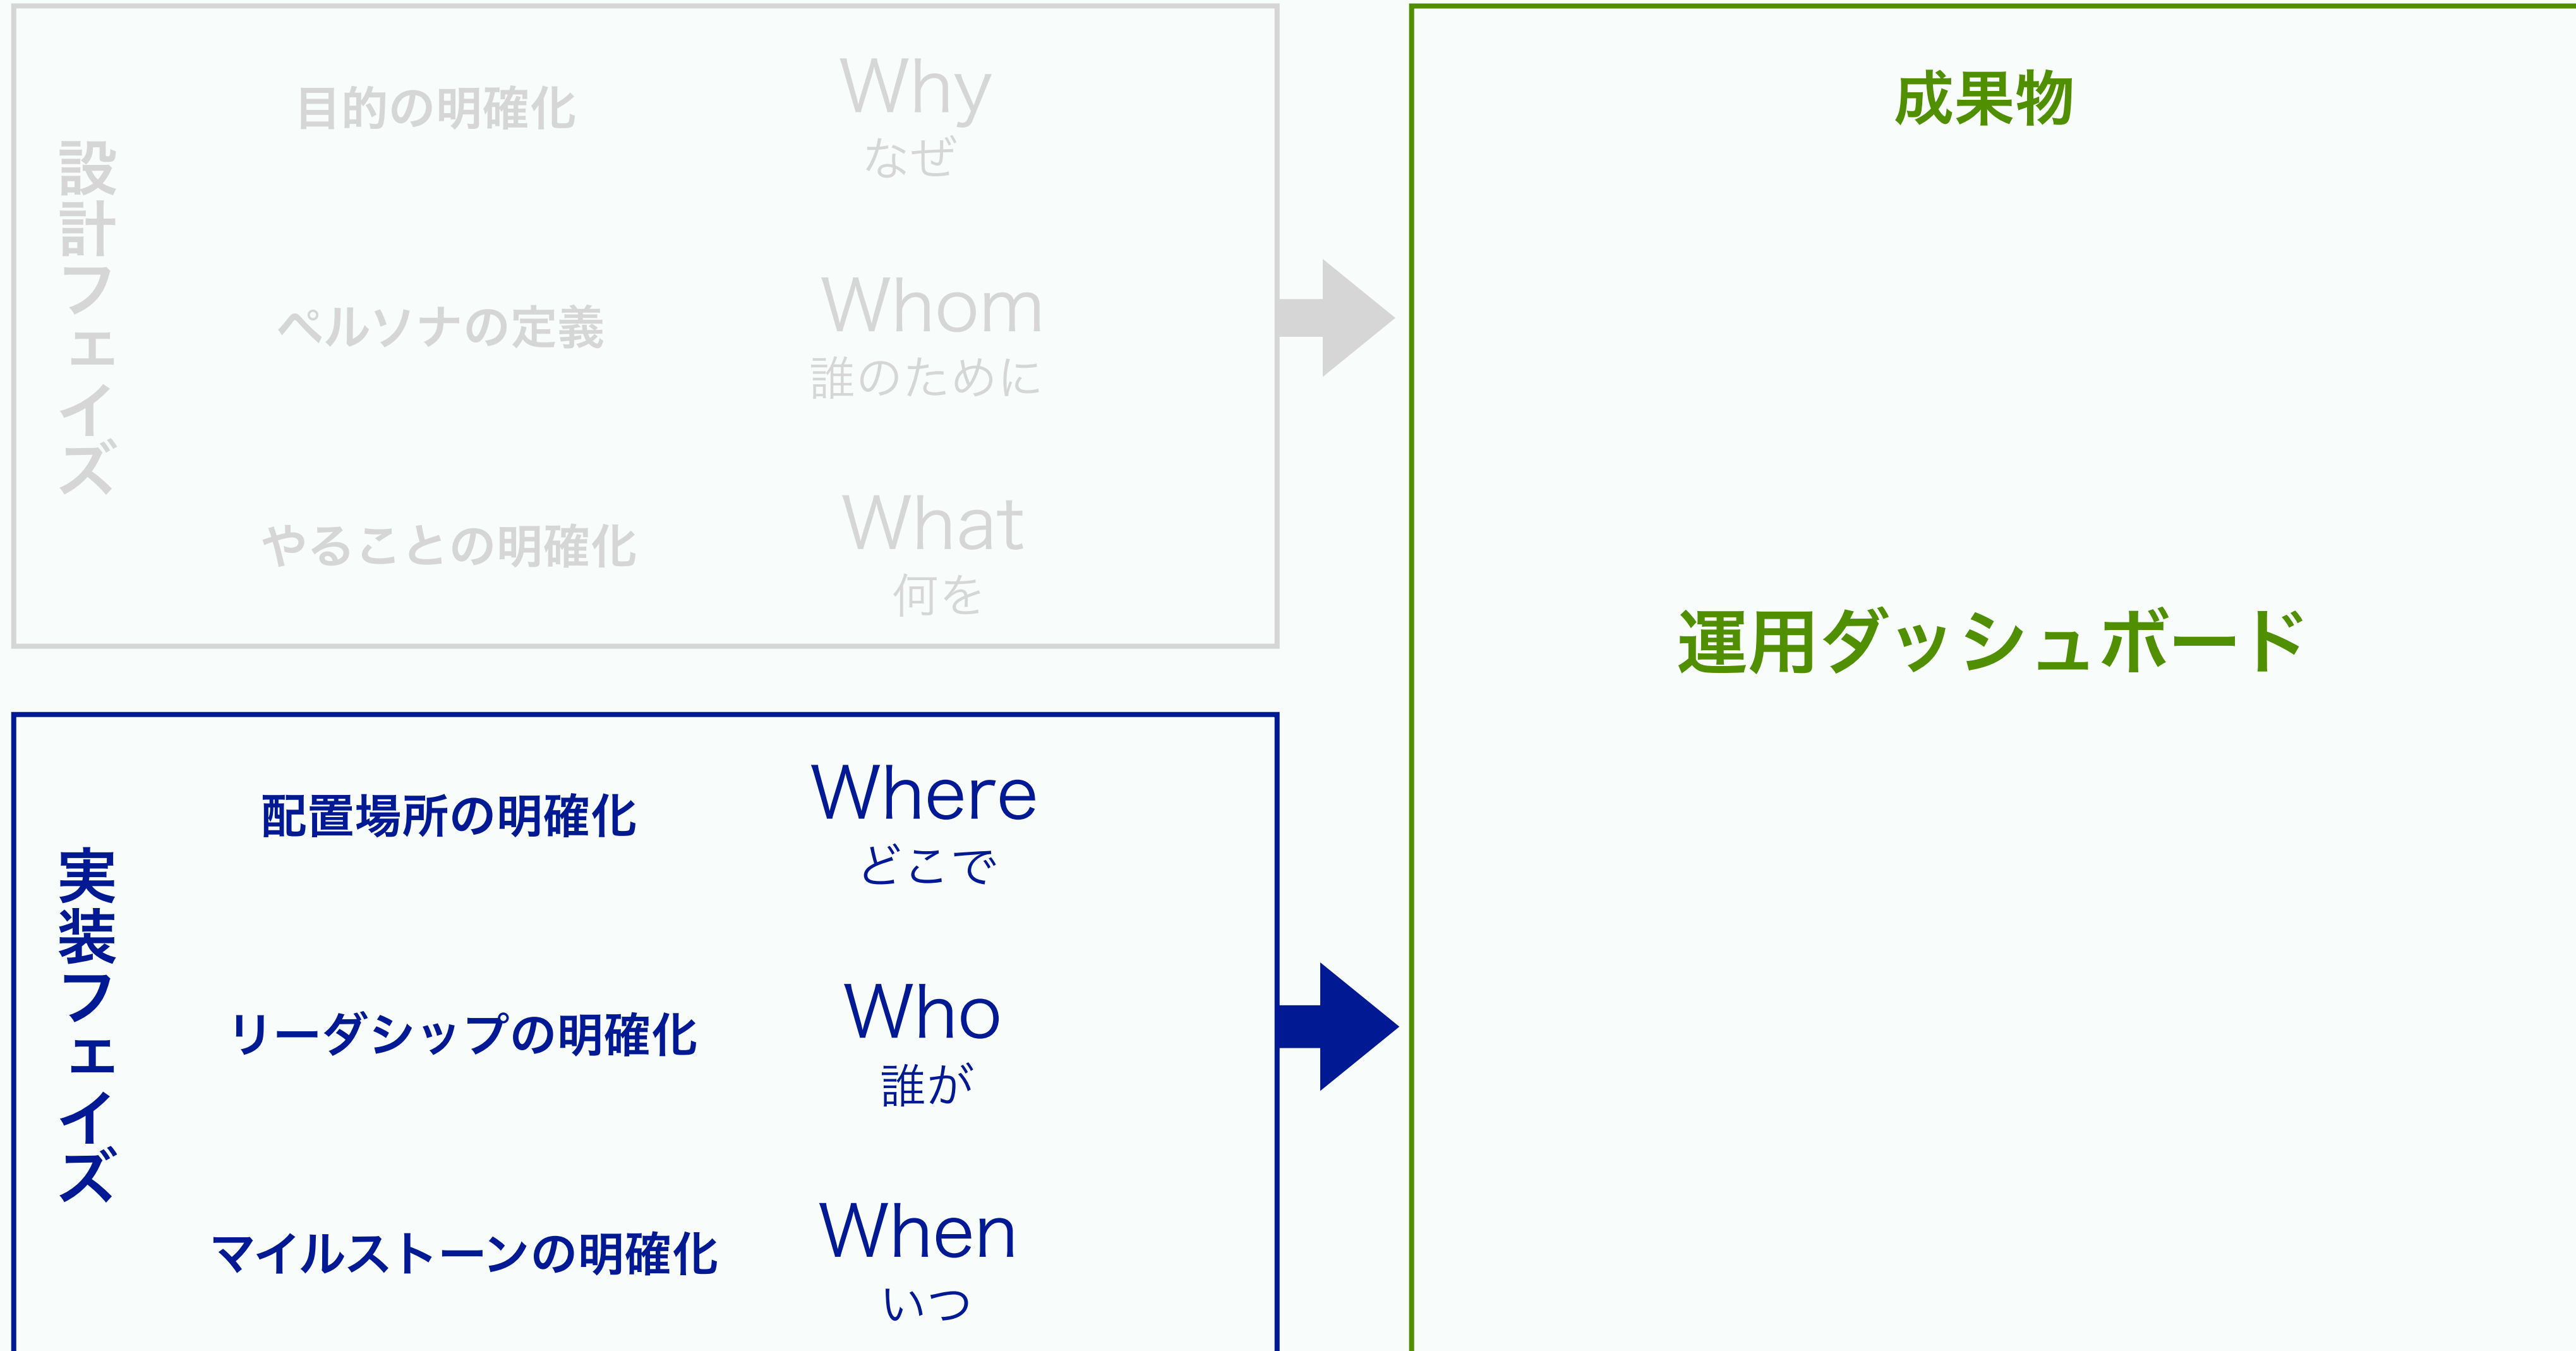 設計フェイズ
目的の明確化
Why
なぜ
ペルソナの定義
Whom
誰のために
やることの明確化
What
何を
実装フェイズ
配置場所の明確化
Where
どこで
リーダシップの明確化
Who
誰が
マイルストーンの明確化
When
いつ
成果物
運用ダッシュボード